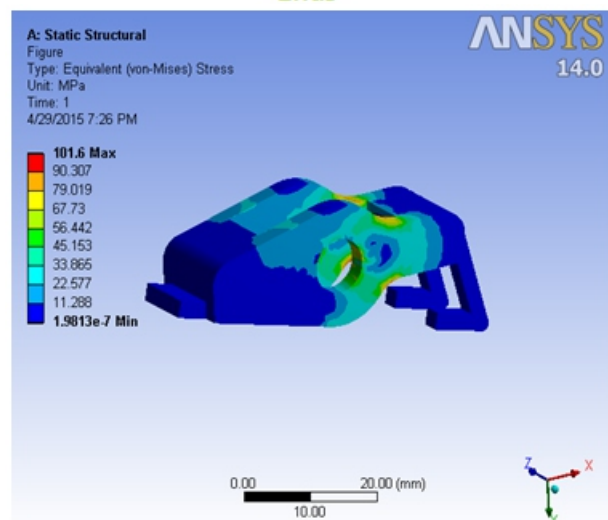 A: Static Structural
Figure
Type: Equivalent (von-Mises) Stress
Unit: MPa
Time: 1
4/29/2015 7:26 PM
ANSYS
14.0
101.6 Max
90.307
79.019
67.73
56.442
45.153
33.865
22.577
11.288
1.9813e-7 Min
0.00
20.00 (mm)
10.00
Z
X
Y